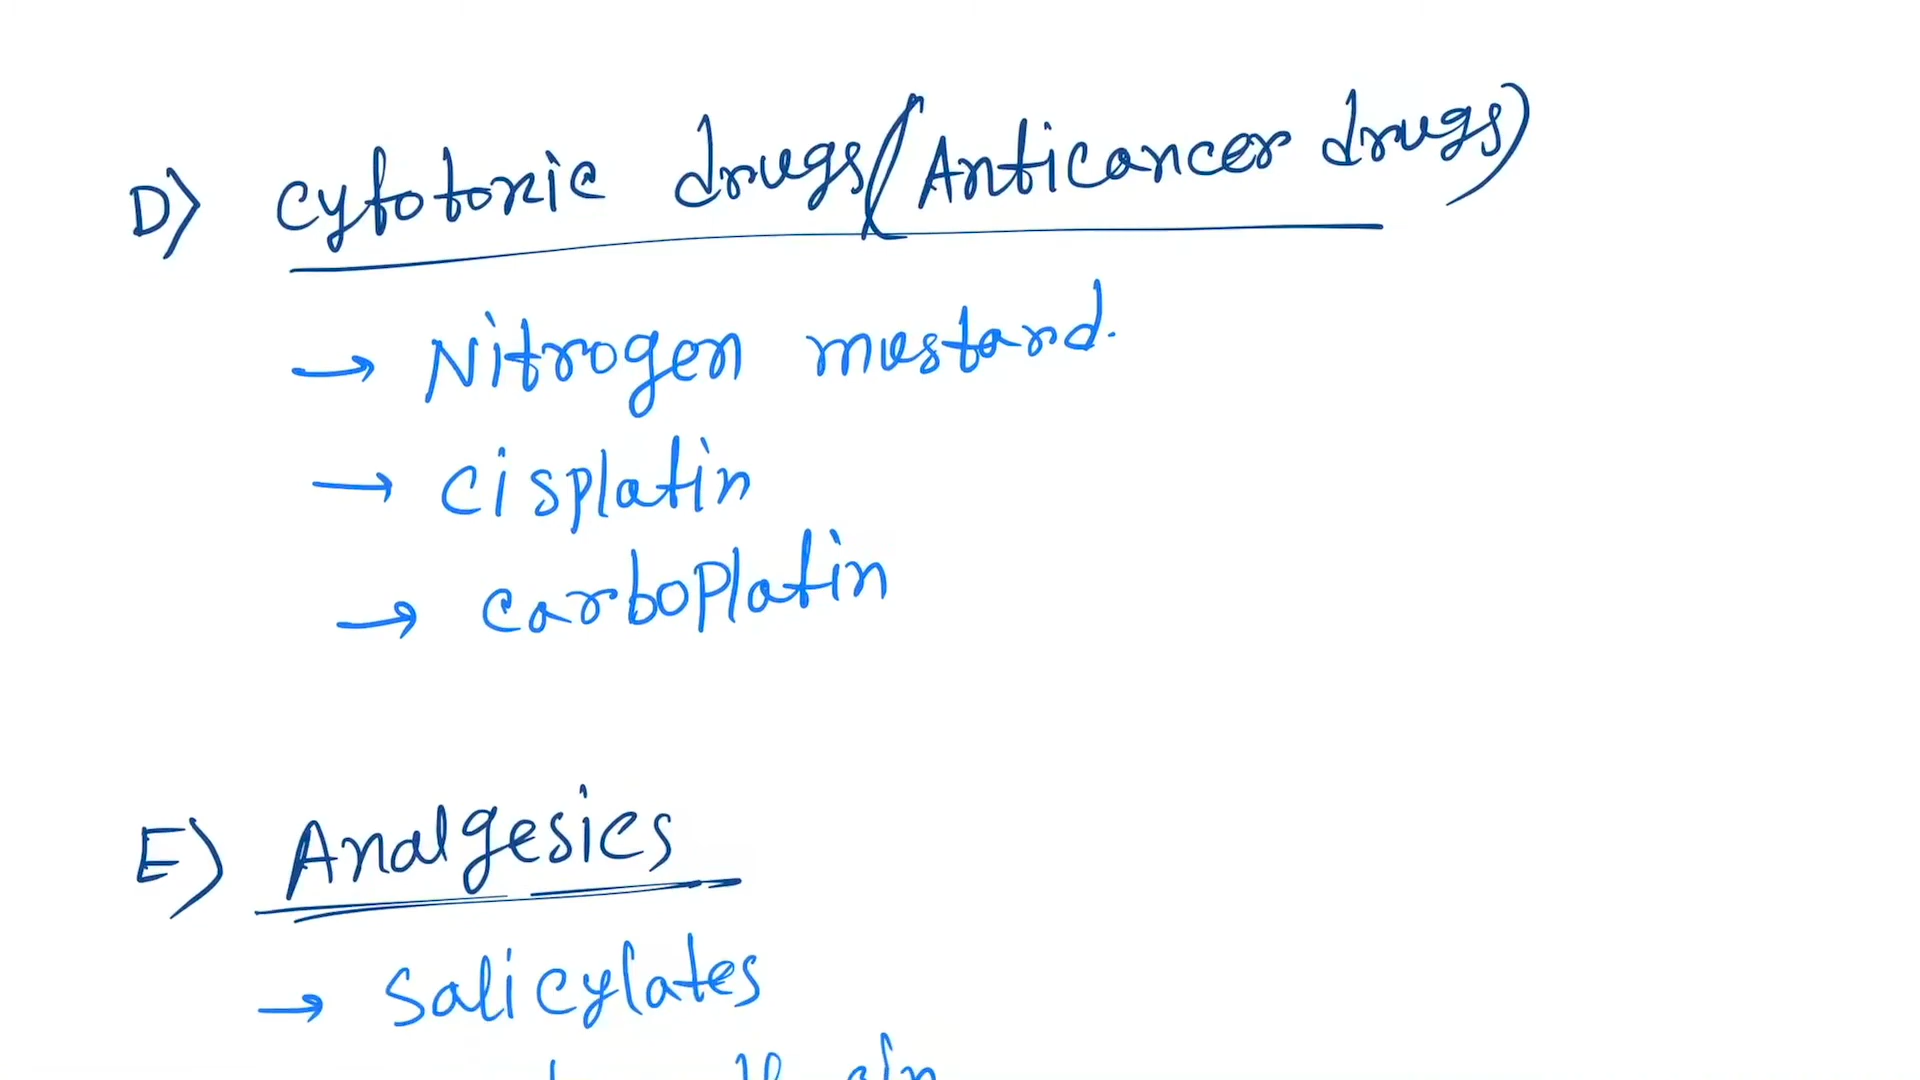 D) Cytotoxic drugs (Anticancer drugs)
→ Nitrogen mustard.
→ Cisplatin
→ CarboPlatin
E) Analgesics
→ Salicylates